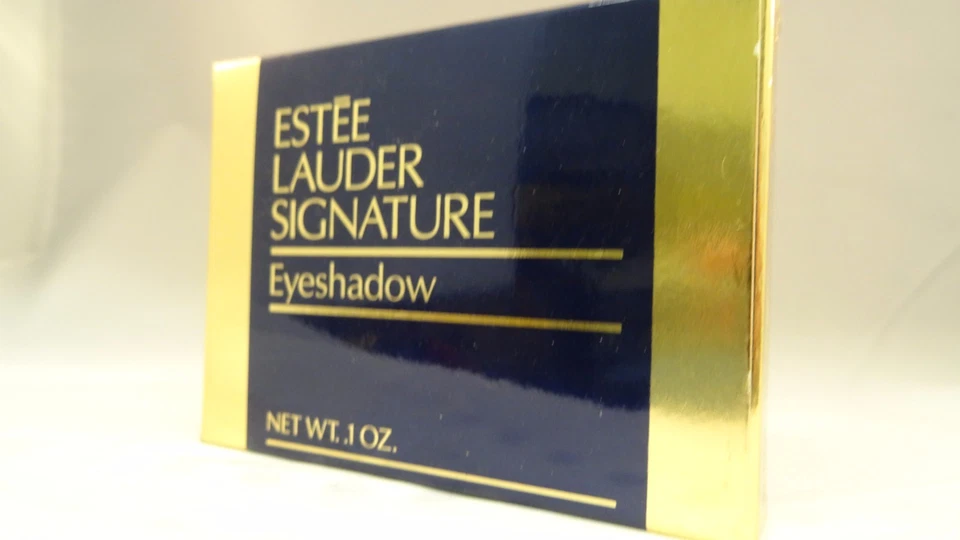 ESTĒE
LAUDER
SIGNATURE
Eyeshadow
NET WT. .1 OZ.